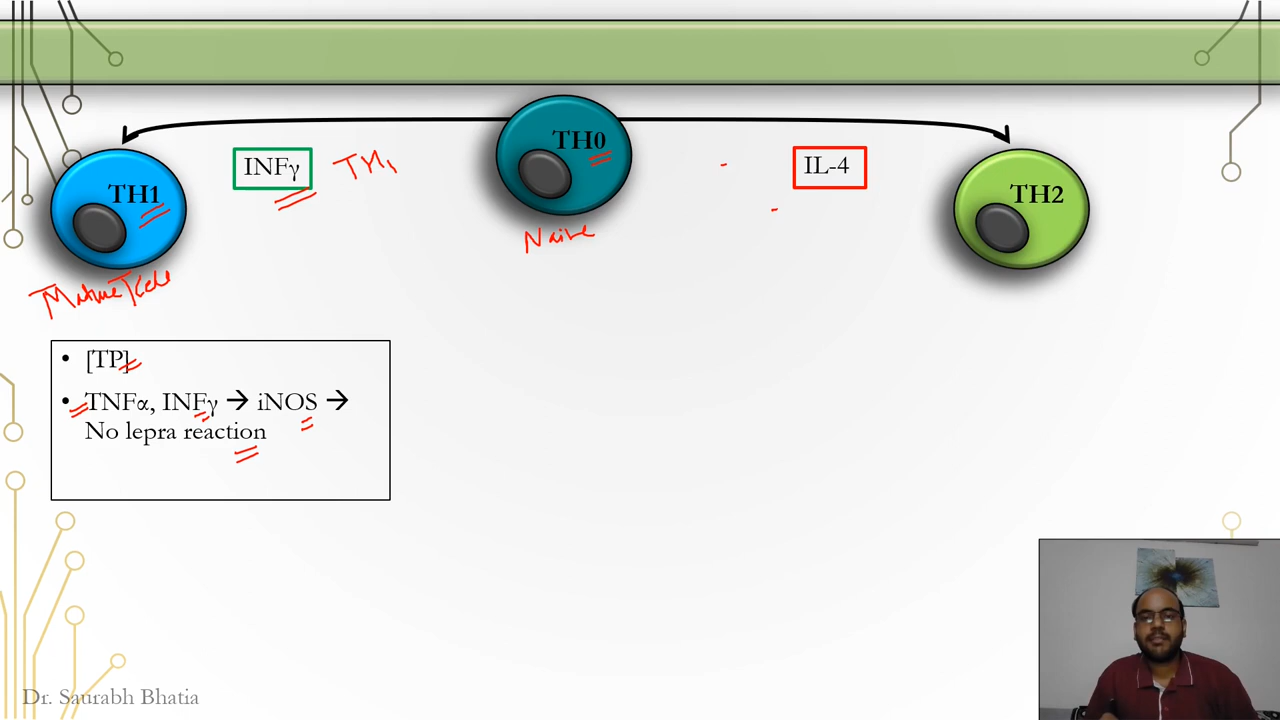 TH0
INFγ
TH1
IL-4
TH1
TH2
Naive
Mature T Cell
• [TP]
• TNFα, INFγ → iNOS →
No lepra reaction
Dr. Saurabh Bhatia